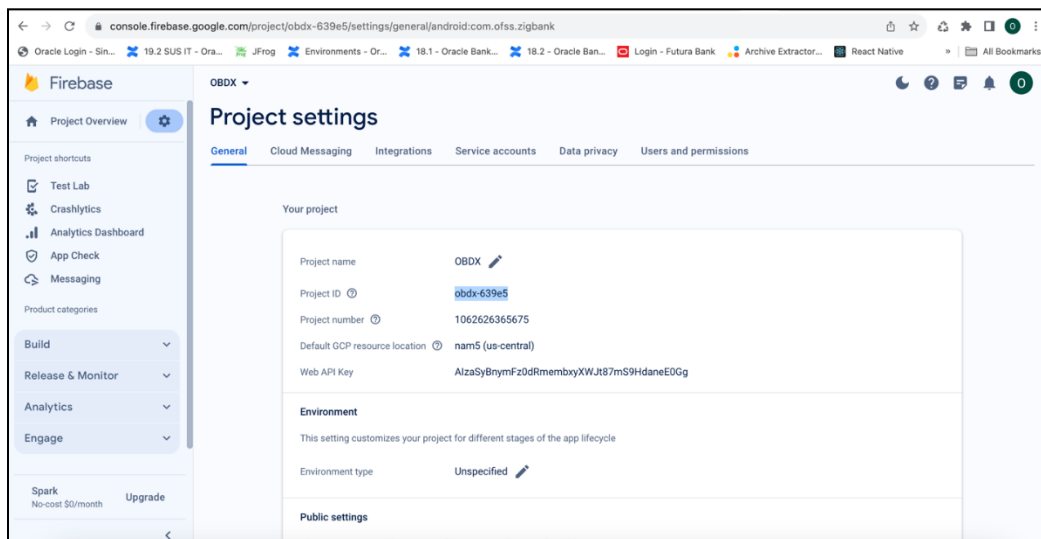 console.firebase.google.com/project/obdx-639e5/settings/general/android:com.ofss.zigbank
O
Oracle Login - Sin... 19.2 SUS IT - Ora... JFrog Environments - Or... 18.1 - Oracle Bank... 18.2 - Oracle Ban... Login - Futura Bank Archive Extractor... React Native » All Bookmarks
Firebase
Project Overview
Project shortcuts
Test Lab
Crashlytics
Analytics Dashboard
App Check
Messaging
Product categories
Build
Release & Monitor
Analytics
Engage
Spark
No-cost $0/month
Upgrade
OBDX
O
Project settings
General Cloud Messaging Integrations Service accounts Data privacy Users and permissions
Your project
Project name OBDX
Project ID obdx-639e5
Project number 1062626365675
Default GCP resource location nam5 (us-central)
Web API Key AIzaSyBnymFz0dRmembxyXWJt87mS9HdaneE0Gg
Environment
This setting customizes your project for different stages of the app lifecycle
Environment type Unspecified
Public settings